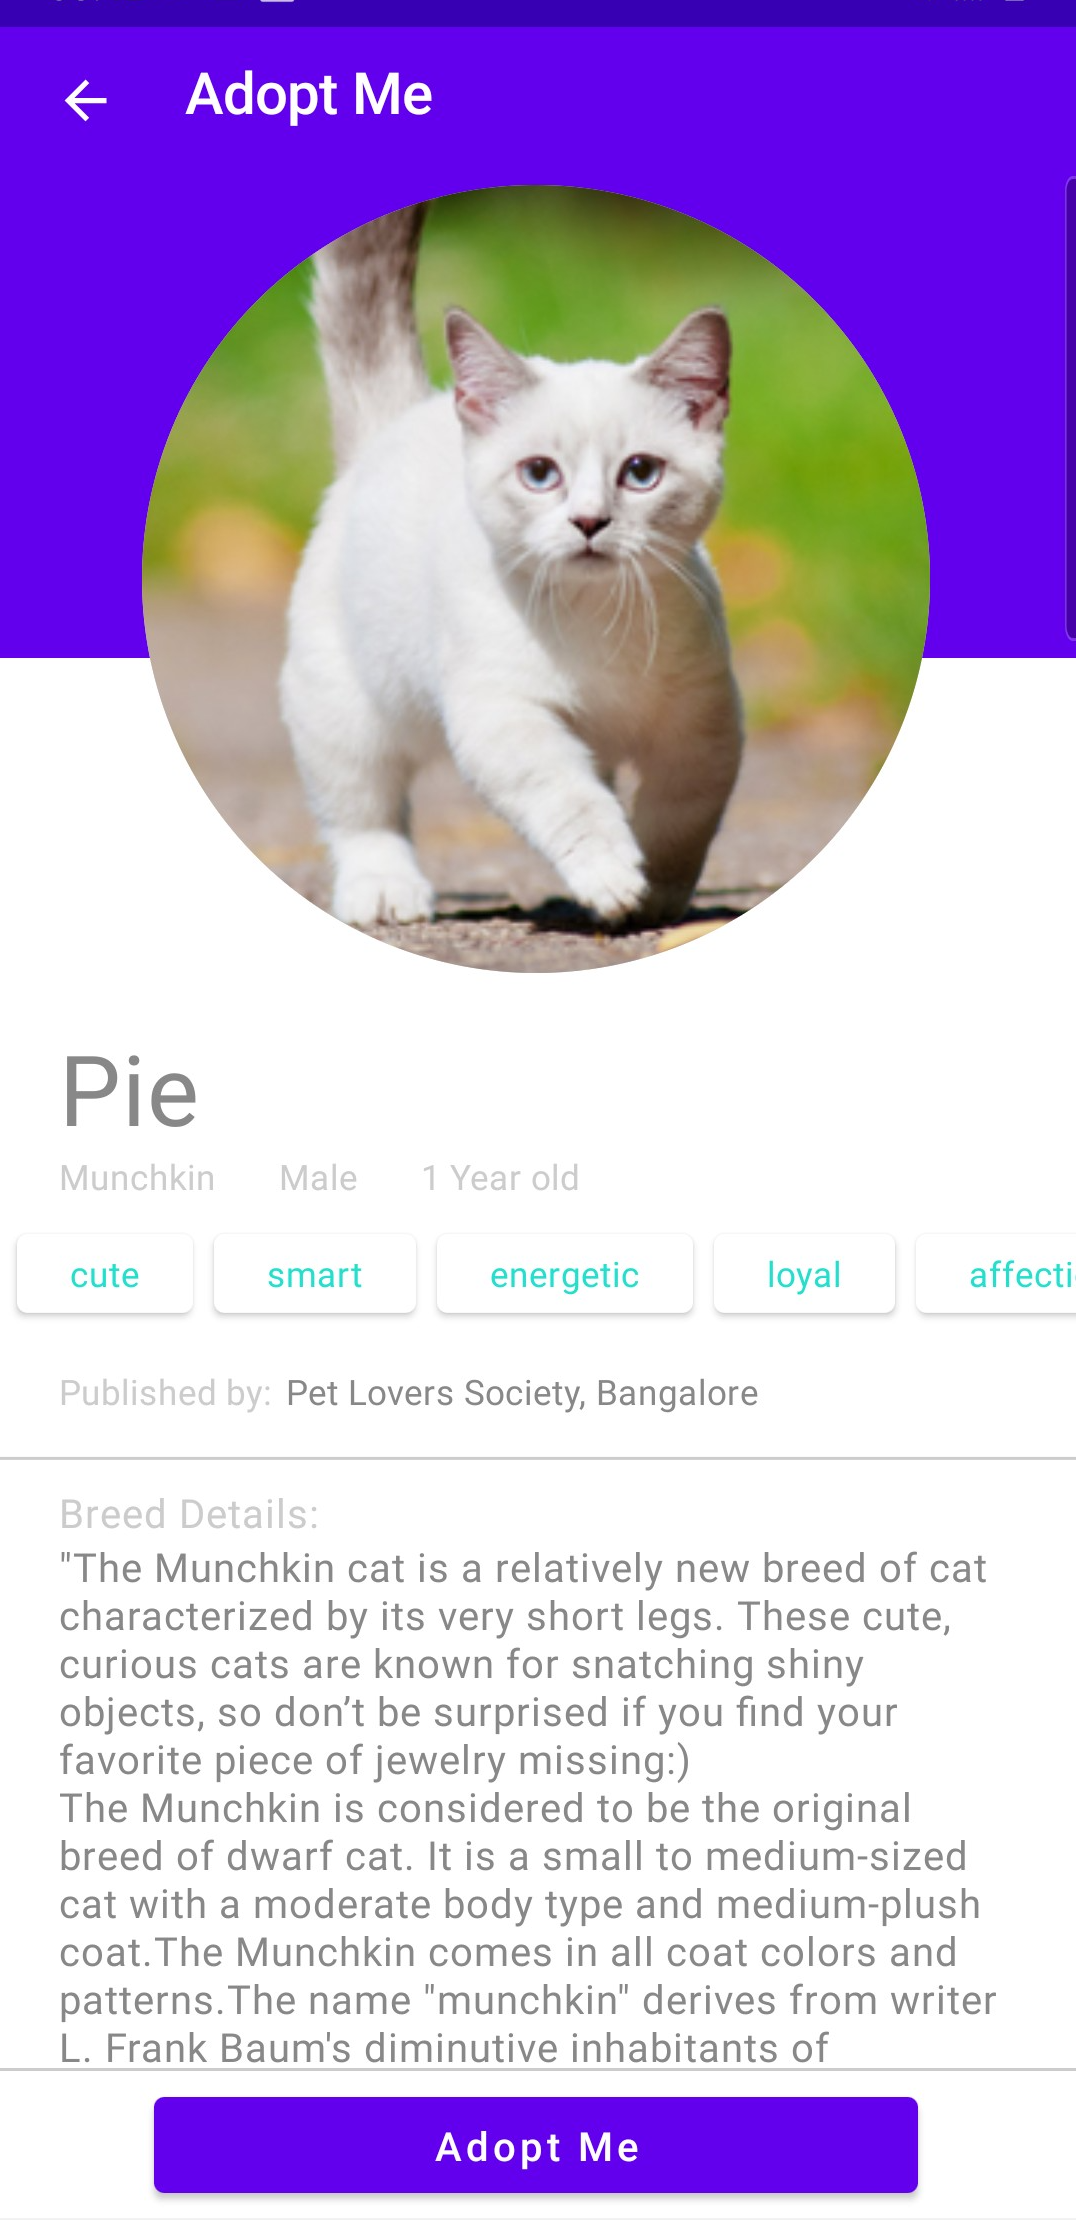 Adopt Me
Pie
Munchkin Male 1 Year old
cute smart energetic loyal
Published by: Pet Lovers Society, Bangalore
Breed Details:
"The Munchkin cat is a relatively new breed of cat
characterized by its very short legs. These cute,
curious cats are known for snatching shiny
objects, so don’t be surprised if you find your
favorite piece of jewelry missing:)
The Munchkin is considered to be the original
breed of dwarf cat. It is a small to medium-sized
cat with a moderate body type and medium-plush
coat.The Munchkin comes in all coat colors and
patterns.The name "munchkin" derives from writer
L. Frank Baum's diminutive inhabitants of
Adopt Me